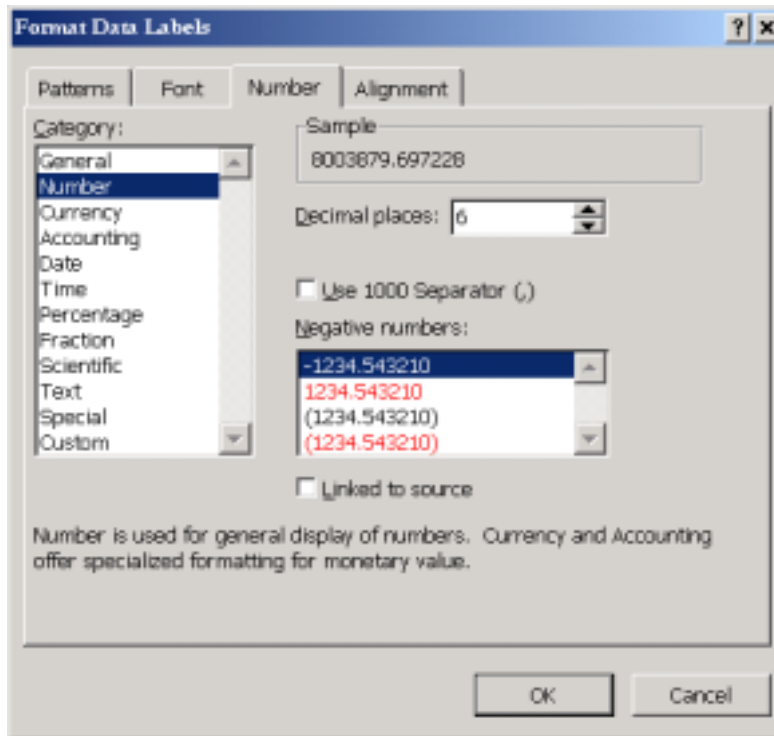 Format Data Labels
Patterns Font Number Alignment
Category:
General
Number
Currency
Accounting
Date
Time
Percentage
Fraction
Scientific
Text
Special
Custom
Sample
8003879.697228
Decimal places: 6
Use 1000 Separator (,)
Negative numbers:
-1234.543210
1234.543210
(1234.543210)
(1234.543210)
Linked to source
Number is used for general display of numbers. Currency and Accounting
offer specialized formatting for monetary value.
OK Cancel